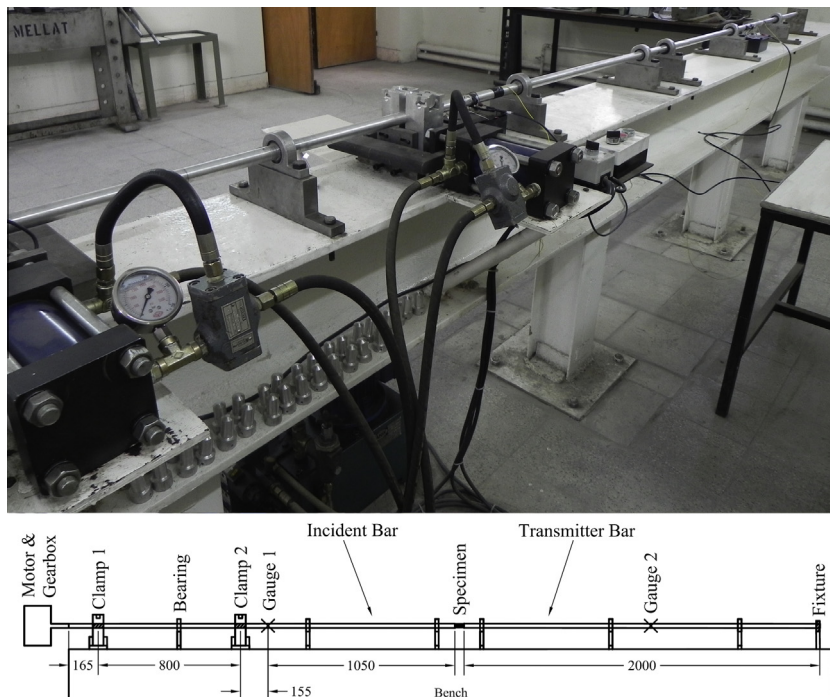 MELLAT
Incident Bar
Transmitter Bar
Motor &
Gearbox
Clamp 1
Bearing
Clamp 2
Gauge 1
Specimen
Gauge 2
Fixture
165
800
1050
2000
155
Bench